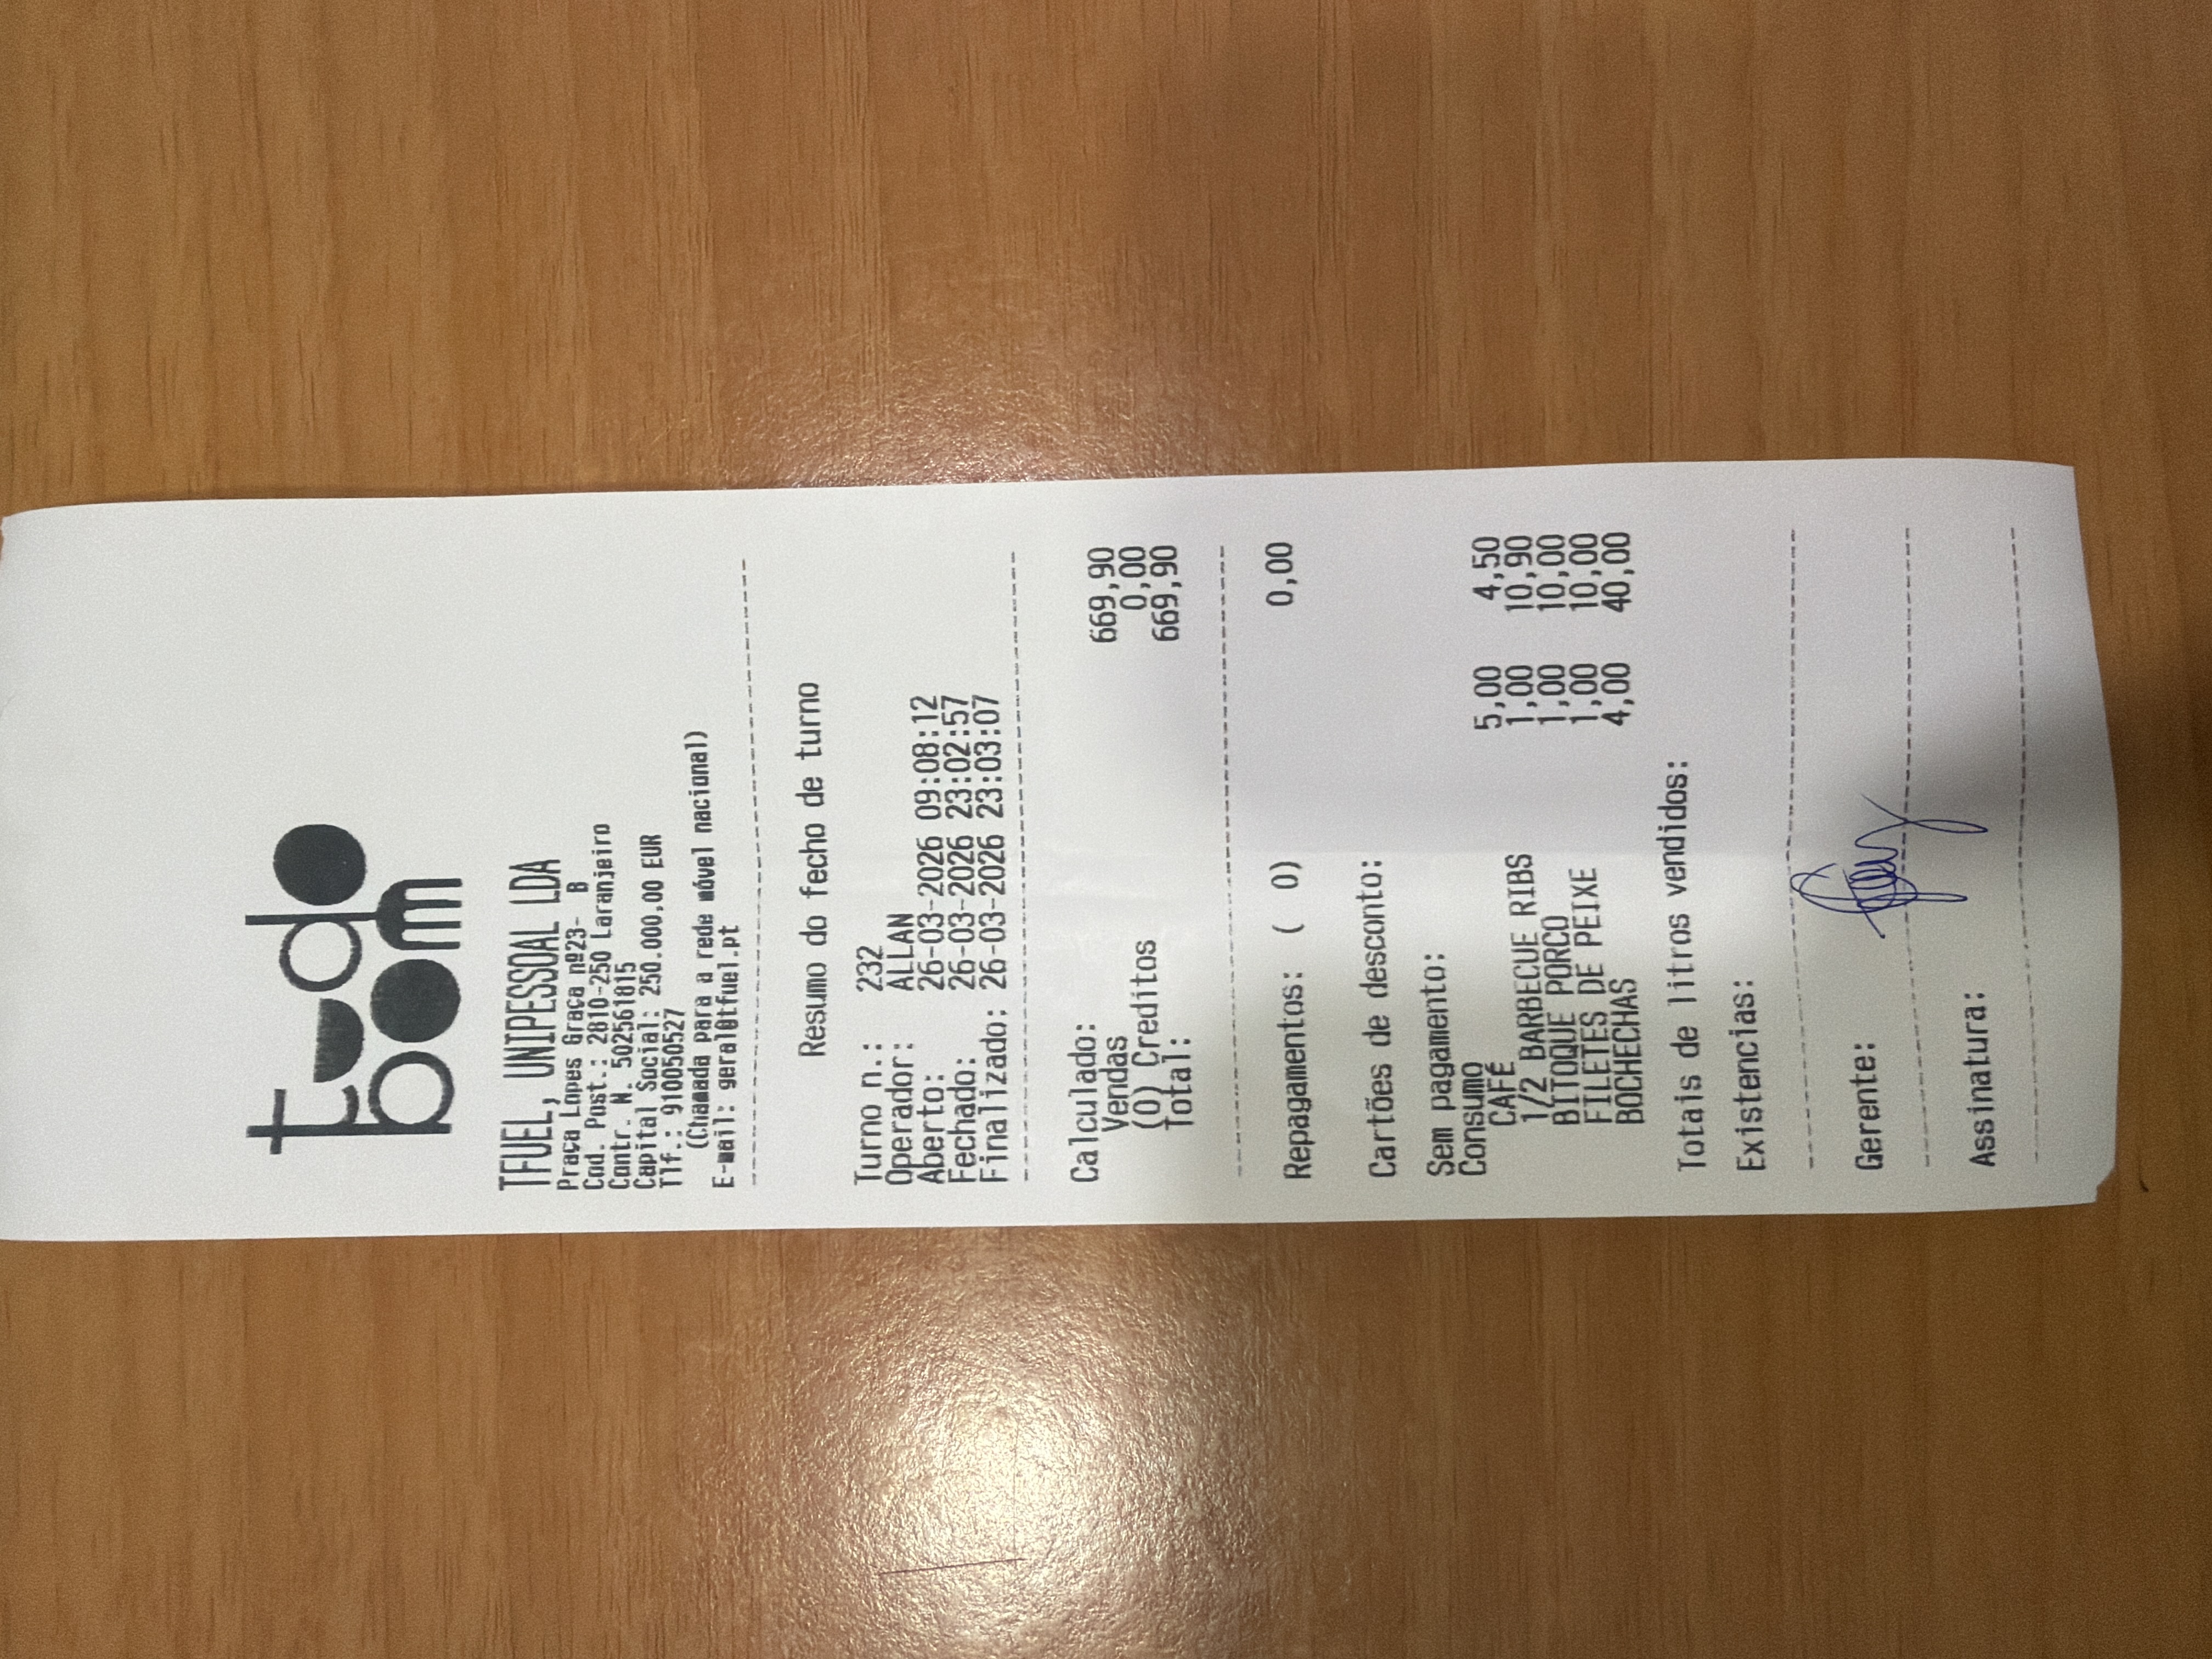 tudo
bom
TFUEL, UNIPESSOAL LDA
Praça Lopes Graça nº23- B
Cod. Post.: 2810-250 Laranjeiro
Contr. N. 502561815
Capital Social: 250.000,00 EUR
Tlf.: 910050527
(Chamada para a rede móvel nacional)
E-mail: geral@tfuel.pt
Resumo do fecho de turno
Turno n.: 232
Operador: ALLAN
Aberto: 26-03-2026 09:08:12
Fechado: 26-03-2026 23:02:57
Finalizado: 26-03-2026 23:03:07
Calculado:
Vendas 669,90
(0) Creditos 0,00
Total: 669,90
Repagamentos: ( 0) 0,00
Cartões de desconto:
Sem pagamento:
Consumo
CAFÉ 5,00 4,50
1/2 BARBECUE RIBS 1,00 10,90
BITOQUE PORCO 1,00 10,00
FILETES DE PEIXE 1,00 10,00
BOCHECHAS 4,00 40,00
Totais de litros vendidos:
Existencias:
Gerente:
Assinatura: